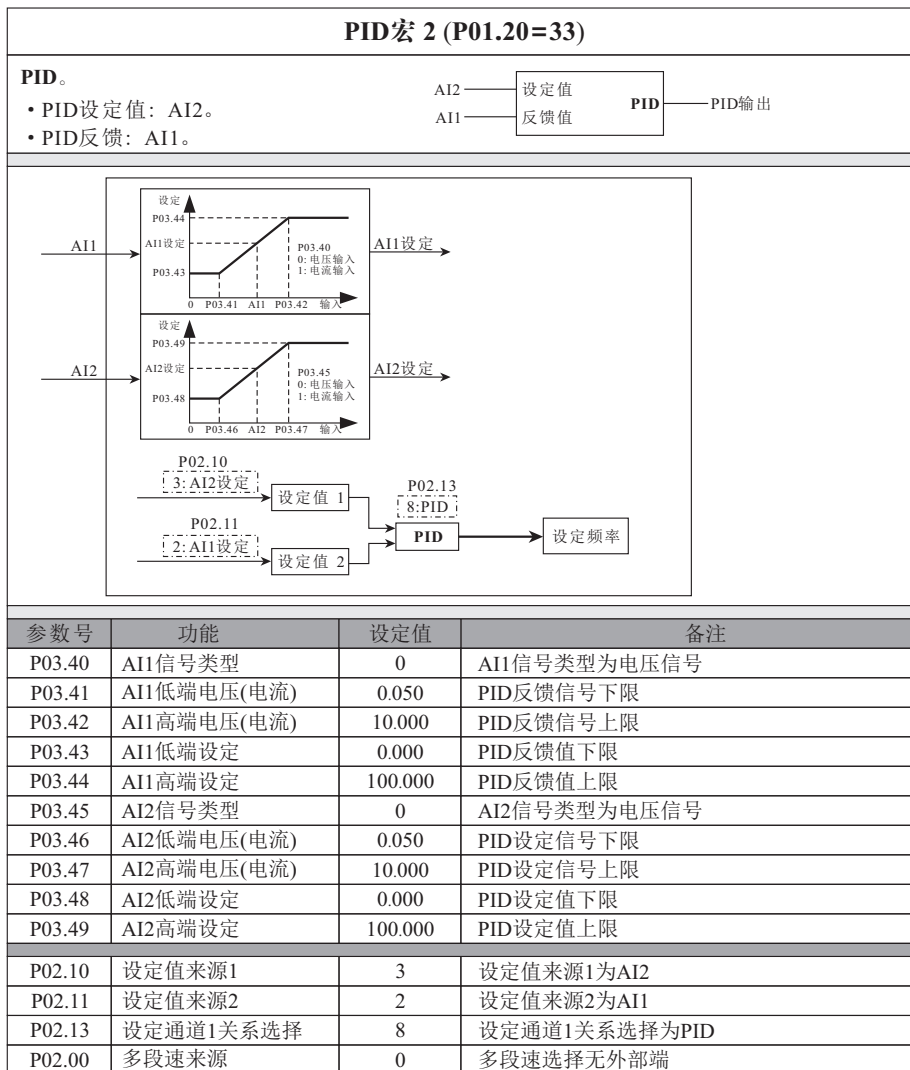 PID宏 2 (P01.20=33)
PID。
• PID设定值: AI2。
• PID反馈: AI1。
AI2 设定值 PID PID输出
AI1 反馈值
设定
P03.44
AI1设定
P03.43
P03.40
0: 电压输入
1: 电流输入
0 P03.41 AI1 P03.42 输入
AI1
AI1设定
设定
P03.49
AI2设定
P03.48
P03.45
0: 电压输入
1: 电流输入
0 P03.46 AI2 P03.47 输入
AI2
AI2设定
P02.10
3: AI2设定
设定值 1
P02.11
2: AI1设定
设定值 2
P02.13
8:PID
PID
设定频率
参数号 功能 设定值 备注
P03.40 AI1信号类型 0 AI1信号类型为电压信号
P03.41 AI1低端电压(电流) 0.050 PID反馈信号下限
P03.42 AI1高端电压(电流) 10.000 PID反馈信号上限
P03.43 AI1低端设定 0.000 PID反馈值下限
P03.44 AI1高端设定 100.000 PID反馈值上限
P03.45 AI2信号类型 0 AI2信号类型为电压信号
P03.46 AI2低端电压(电流) 0.050 PID设定信号下限
P03.47 AI2高端电压(电流) 10.000 PID设定信号上限
P03.48 AI2低端设定 0.000 PID设定值下限
P03.49 AI2高端设定 100.000 PID设定值上限
P02.10 设定值来源1 3 设定值来源1为AI2
P02.11 设定值来源2 2 设定值来源2为AI1
P02.13 设定通道1关系选择 8 设定通道1关系选择为PID
P02.00 多段速来源 0 多段速选择无外部端